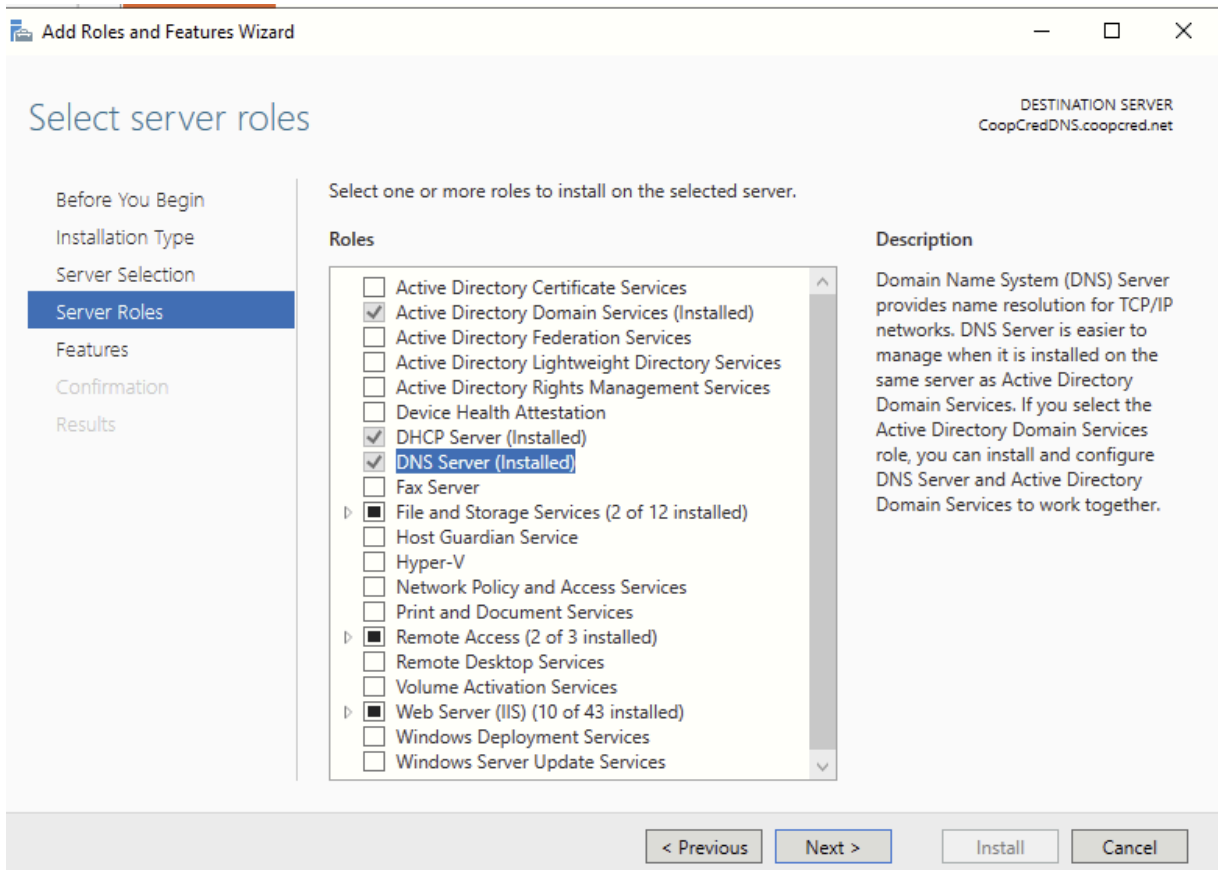 Add Roles and Features Wizard
Select server roles
DESTINATION SERVER
CoopCredDNS.coopcred.net
Before You Begin
Installation Type
Server Selection
Server Roles
Features
Confirmation
Results
Select one or more roles to install on the selected server.
Roles
Active Directory Certificate Services
Active Directory Domain Services (Installed)
Active Directory Federation Services
Active Directory Lightweight Directory Services
Active Directory Rights Management Services
Device Health Attestation
DHCP Server (Installed)
DNS Server (Installed)
Fax Server
File and Storage Services (2 of 12 installed)
Host Guardian Service
Hyper-V
Network Policy and Access Services
Print and Document Services
Remote Access (2 of 3 installed)
Remote Desktop Services
Volume Activation Services
Web Server (IIS) (10 of 43 installed)
Windows Deployment Services
Windows Server Update Services
Description
Domain Name System (DNS) Server
provides name resolution for TCP/IP
networks. DNS Server is easier to
manage when it is installed on the
same server as Active Directory
Domain Services. If you select the
Active Directory Domain Services
role, you can install and configure
DNS Server and Active Directory
Domain Services to work together.
< Previous
Next >
Install
Cancel